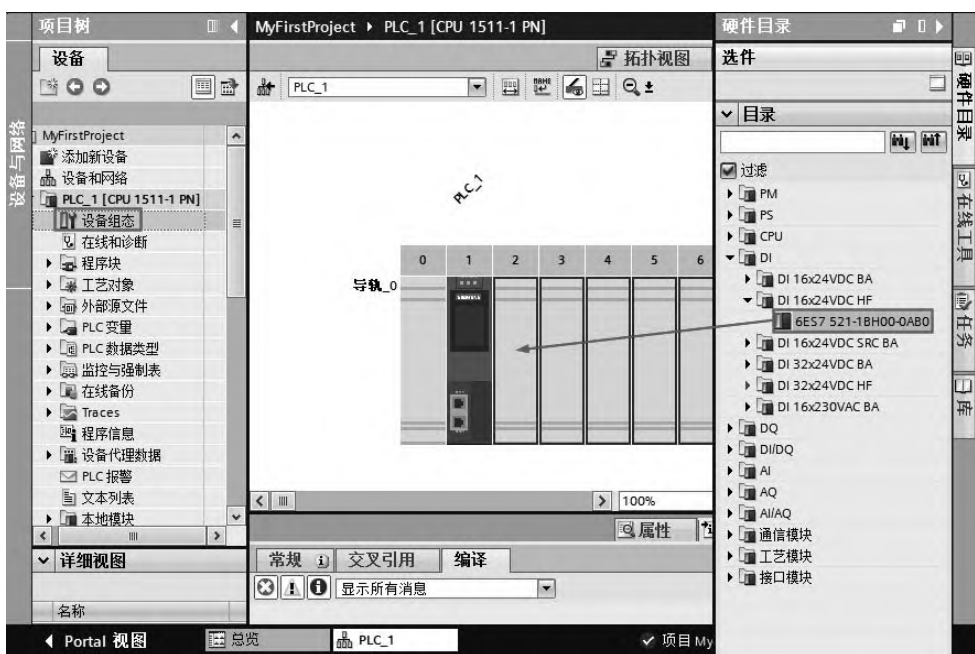 设备与网络
项目树
设备
MyFirstProject
添加新设备
设备和网络
PLC_1 [CPU 1511-1 PN]
设备组态
在线和诊断
程序块
工艺对象
外部源文件
PLC 变量
PLC 数据类型
监控与强制表
在线备份
Traces
程序信息
设备代理数据
PLC 报警
文本列表
本地模块
详细视图
名称
MyFirstProject PLC_1 [CPU 1511-1 PN]
拓扑视图
PLC_1
PLC_1
0 1 2 3 4 5 6
导轨_0
SIEMENS
100%
属性
常规 交叉引用 编译
显示所有消息
硬件目录
选件
目录
过滤
PM
PS
CPU
DI
DI 16x24VDC BA
DI 16x24VDC HF
6ES7 521-1BH00-0AB0
DI 16x24VDC SRC BA
DI 32x24VDC BA
DI 32x24VDC HF
DI 16x230VAC BA
DQ
DI/DQ
AI
AQ
AI/AQ
通信模块
工艺模块
接口模块
硬件目录
在线工具
任务
库
Portal 视图 总览 PLC_1 项目 My